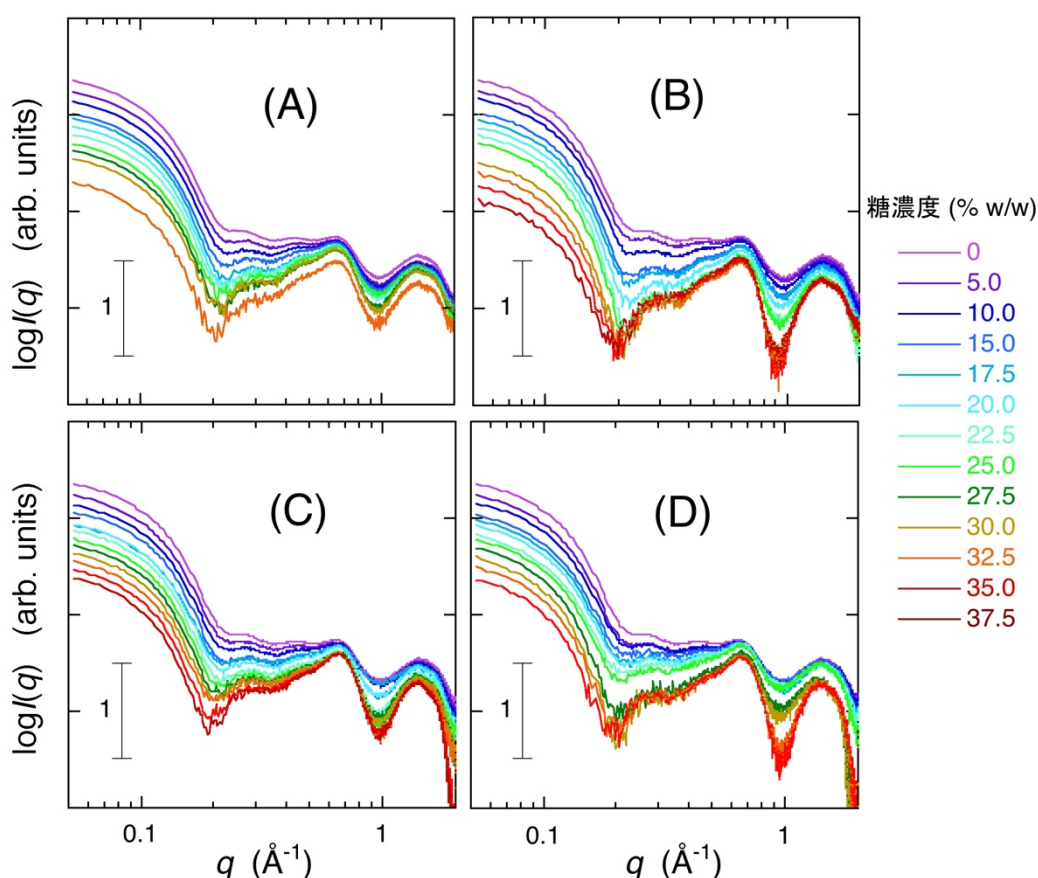 (A)
(B)
log I(q) (arb. units)
1
1
糖濃度 (% w/w)
0
5.0
10.0
15.0
17.5
20.0
22.5
25.0
27.5
30.0
32.5
35.0
37.5
(C)
(D)
log I(q) (arb. units)
1
1
0.1 1
0.1 1
q (Å-1)
q (Å-1)